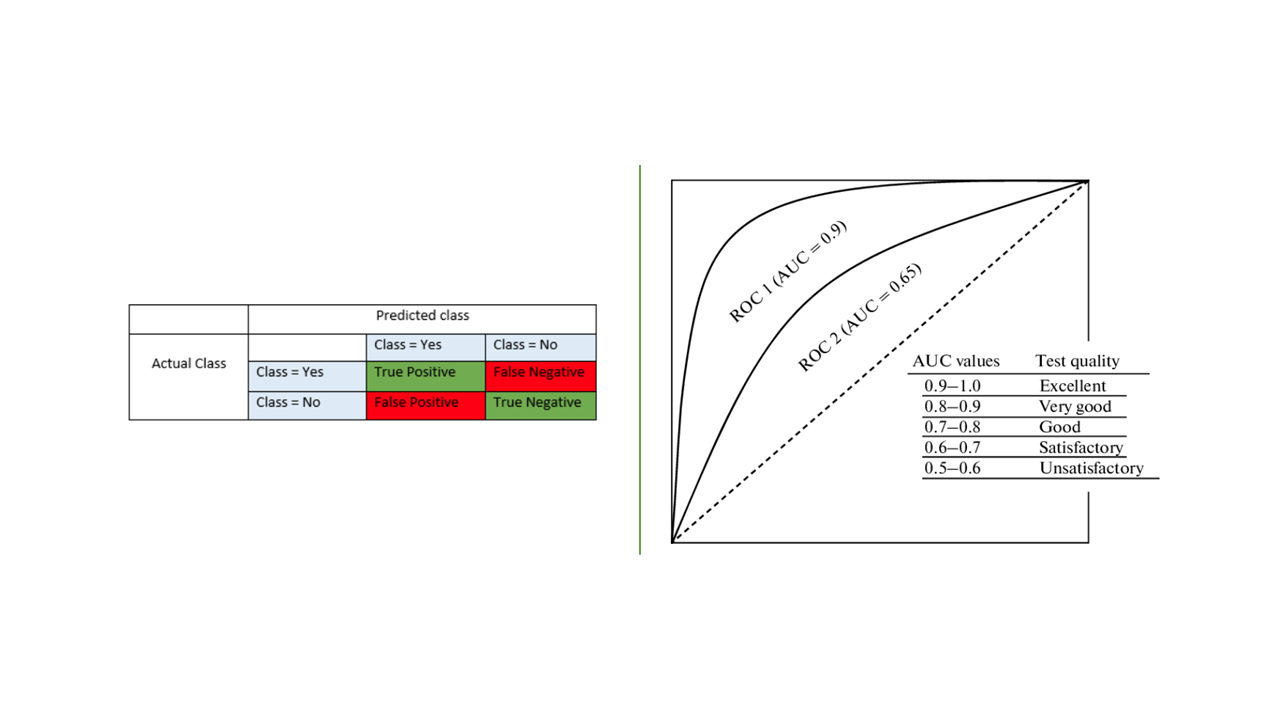 Predicted class
Actual Class
Class = Yes Class = No
Class = Yes True Positive False Negative
Class = No False Positive True Negative
ROC 1 (AUC = 0.9)
ROC 2 (AUC = 0.65)
AUC values Test quality
0.9–1.0 Excellent
0.8–0.9 Very good
0.7–0.8 Good
0.6–0.7 Satisfactory
0.5–0.6 Unsatisfactory